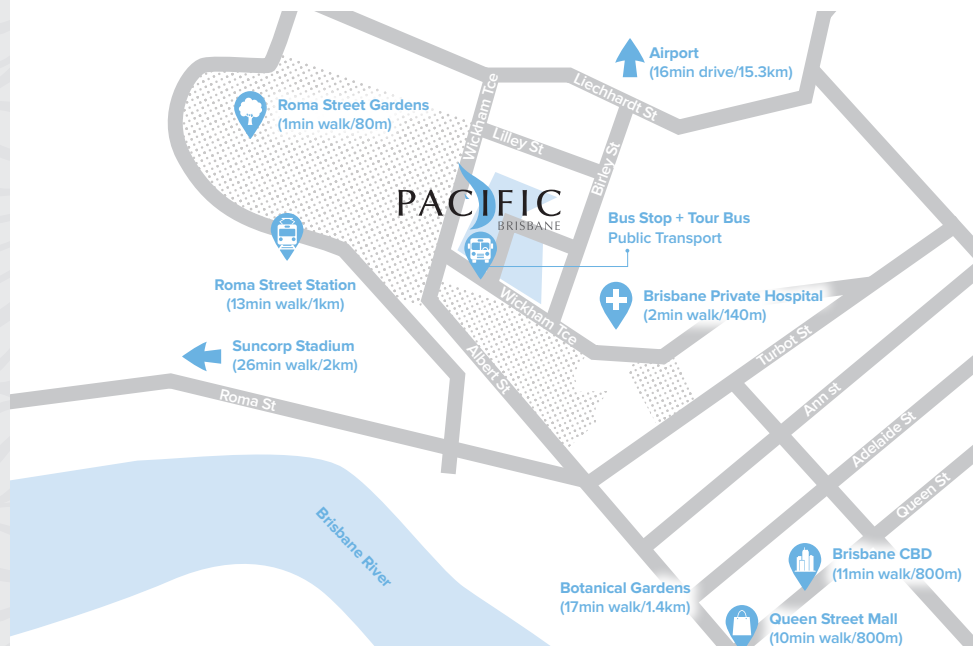 Airport
(16min drive/15.3km)
Liechhardt St
Wickham Tce
Roma Street Gardens
(1min walk/80m)
Lilley St
Birley St
PACIFIC
BRISBANE
Bus Stop + Tour Bus
Public Transport
Roma Street Station
(13min walk/1km)
Brisbane Private Hospital
(2min walk/140m)
Wickham Tce
Suncorp Stadium
(26min walk/2km)
Turbot St
Albert St
Roma St
Ann st
Adelaide St
Queen St
Brisbane River
Brisbane CBD
(11min walk/800m)
Botanical Gardens
(17min walk/1.4km)
Queen Street Mall
(10min walk/800m)